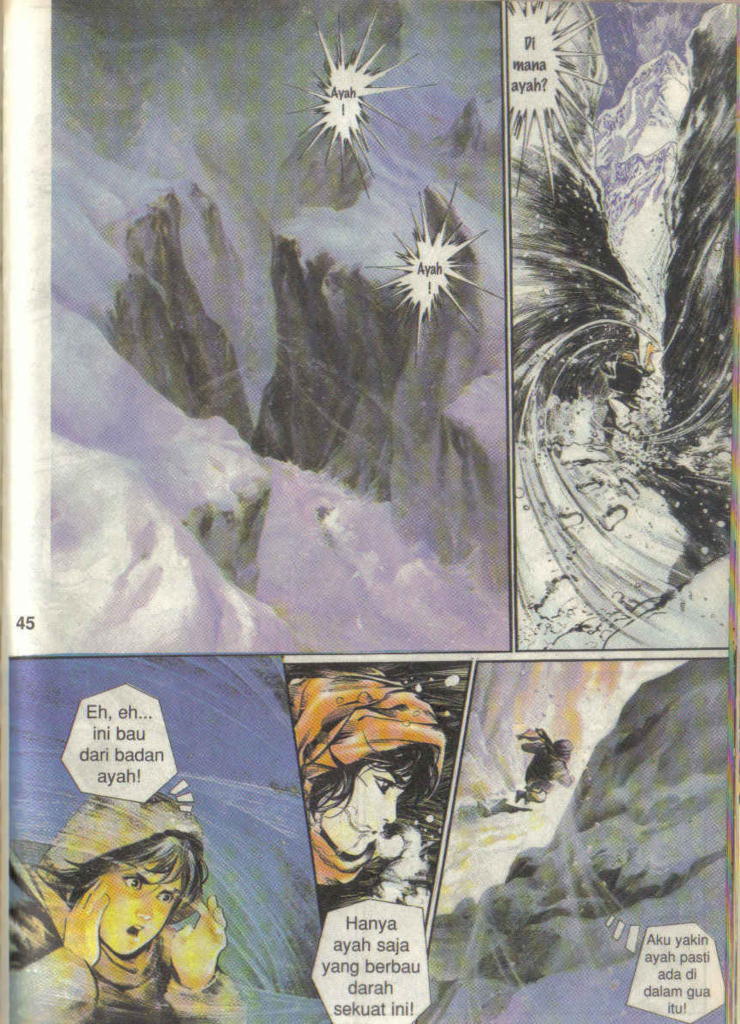 Ayah
!
Ayah
!
Di
mana
ayah?
45
Eh, eh...
ini bau
dari badan
ayah!
Hanya
ayah saja
yang berbau
darah
sekuat ini!
Aku yakin
ayah pasti
ada di
dalam gua
itu!